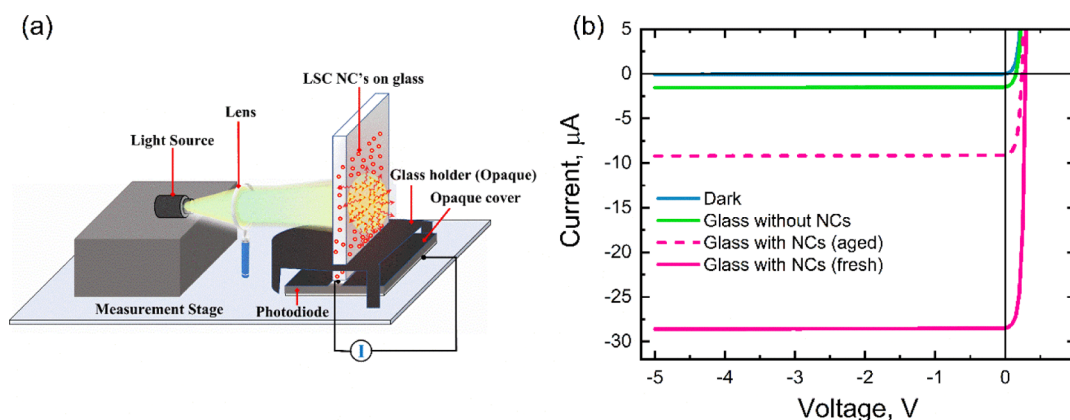 (a)
LSC NC's on glass
Lens
Light Source
Glass holder (Opaque)
Opaque cover
Measurement Stage
Photodiode
I
(b)
5
0
-5
-10
-15
-20
-25
-30
Current, µA
Dark
Glass without NCs
Glass with NCs (aged)
Glass with NCs (fresh)
-5
-4
-3
-2
-1
0
Voltage, V